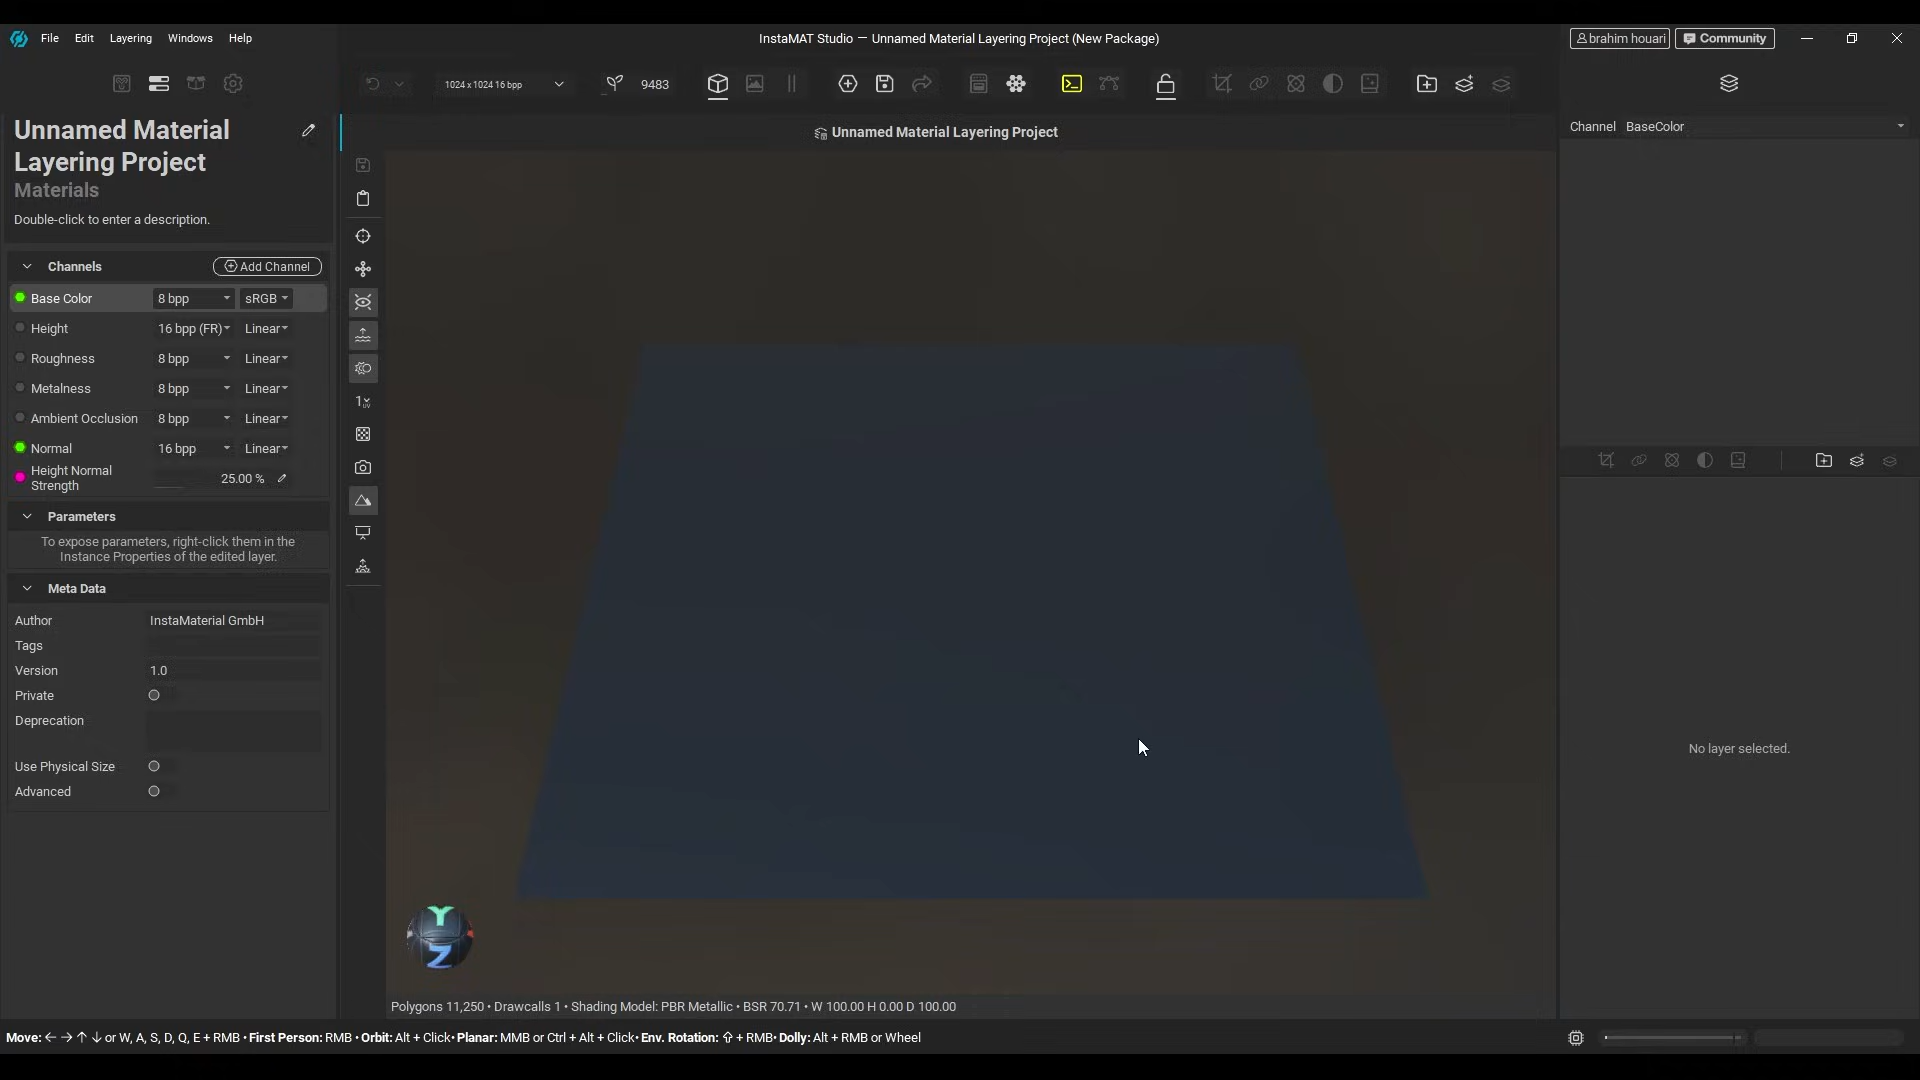 File Edit Layering Windows Help
InstaMAT Studio — Unnamed Material Layering Project (New Package)
brahim houari Community
1024 x 1024 16 bpp 9483
Unnamed Material
Layering Project
Materials
Double-click to enter a description.
Unnamed Material Layering Project
Channel BaseColor
Channels Add Channel
Base Color 8 bpp sRGB
Height 16 bpp (FR) Linear
Roughness 8 bpp Linear
Metalness 8 bpp Linear
Ambient Occlusion 8 bpp Linear
Normal 16 bpp Linear
Height Normal
Strength 25.00 %
Parameters
To expose parameters, right-click them in the
Instance Properties of the edited layer.
Meta Data
Author InstaMaterial GmbH
Tags
Version 1.0
Private
Deprecation
Use Physical Size
Advanced
1 UV
No layer selected.
Y
Z
Polygons 11,250 • Drawcalls 1 • Shading Model: PBR Metallic • BSR 70.71 • W 100.00 H 0.00 D 100.00
Move: ← → ↑ ↓ or W, A, S, D, Q, E + RMB • First Person: RMB • Orbit: Alt + Click • Planar: MMB or Ctrl + Alt + Click • Env. Rotation: ⇧ + RMB • Dolly: Alt + RMB or Wheel